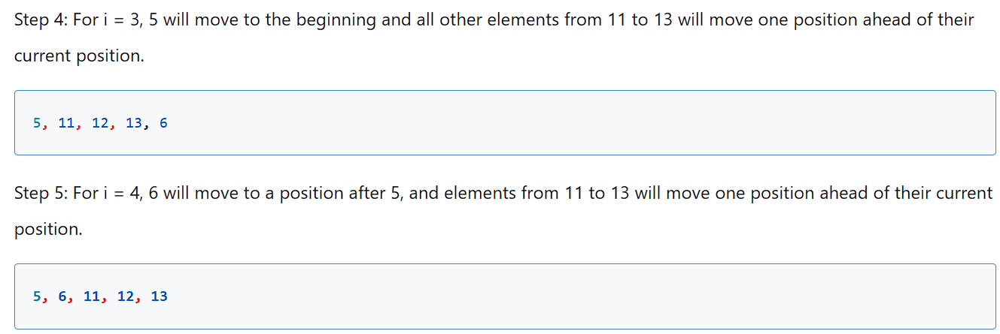 Step 4: For i = 3, 5 will move to the beginning and all other elements from 11 to 13 will move one position ahead of their
current position.
5, 11, 12, 13, 6
Step 5: For i = 4, 6 will move to a position after 5, and elements from 11 to 13 will move one position ahead of their current
position.
5, 6, 11, 12, 13